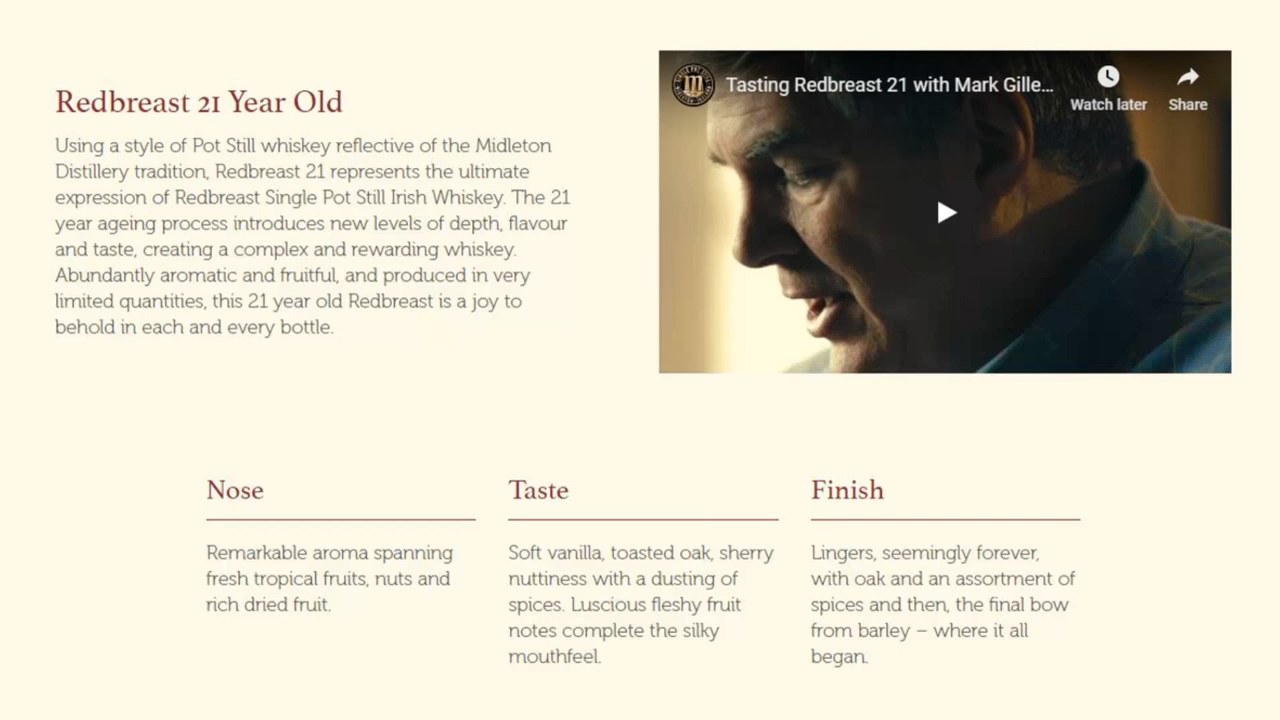 Redbreast 21 Year Old
Using a style of Pot Still whiskey reflective of the Midleton
Distillery tradition, Redbreast 21 represents the ultimate
expression of Redbreast Single Pot Still Irish Whiskey. The 21
year ageing process introduces new levels of depth, flavour
and taste, creating a complex and rewarding whiskey.
Abundantly aromatic and fruitful, and produced in very
limited quantities, this 21 year old Redbreast is a joy to
behold in each and every bottle.
Tasting Redbreast 21 with Mark Gille...
Watch later
Share
Nose
Remarkable aroma spanning
fresh tropical fruits, nuts and
rich dried fruit.
Taste
Soft vanilla, toasted oak, sherry
nuttiness with a dusting of
spices. Luscious fleshy fruit
notes complete the silky
mouthfeel.
Finish
Lingers, seemingly forever,
with oak and an assortment of
spices and then, the final bow
from barley – where it all
began.